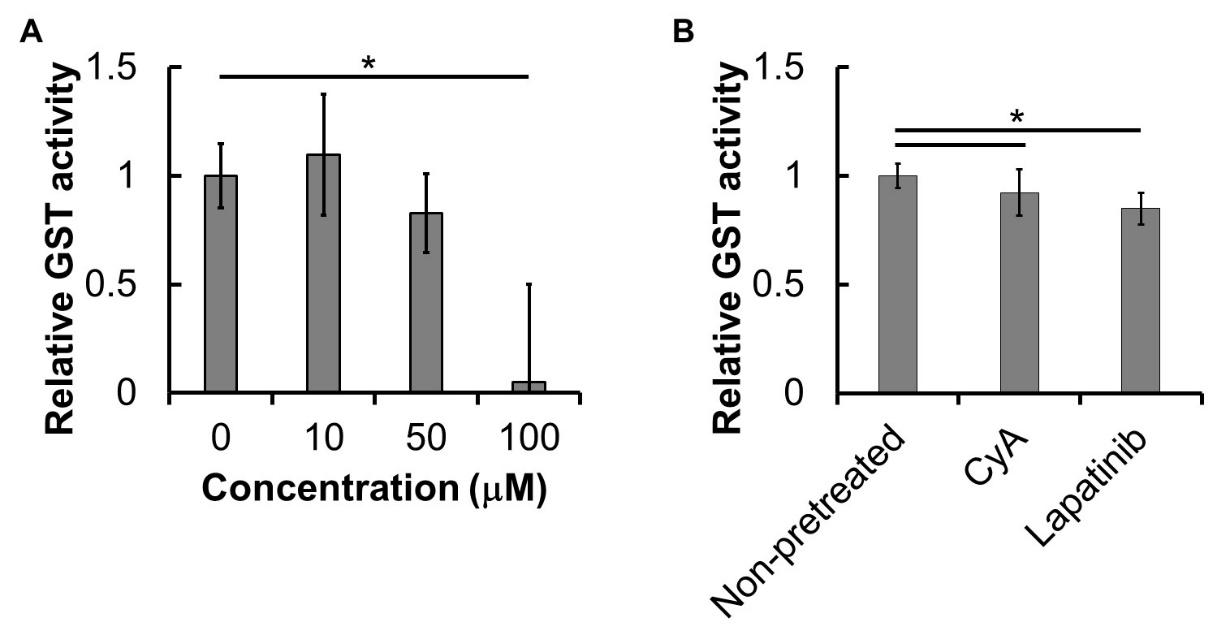 A
Relative GST activity
1.5
1
0.5
0
*
0 10 50 100
Concentration (μM)
B
Relative GST activity
1.5
1
0.5
0
*
Non-pretreated
CyA
Lapatinib